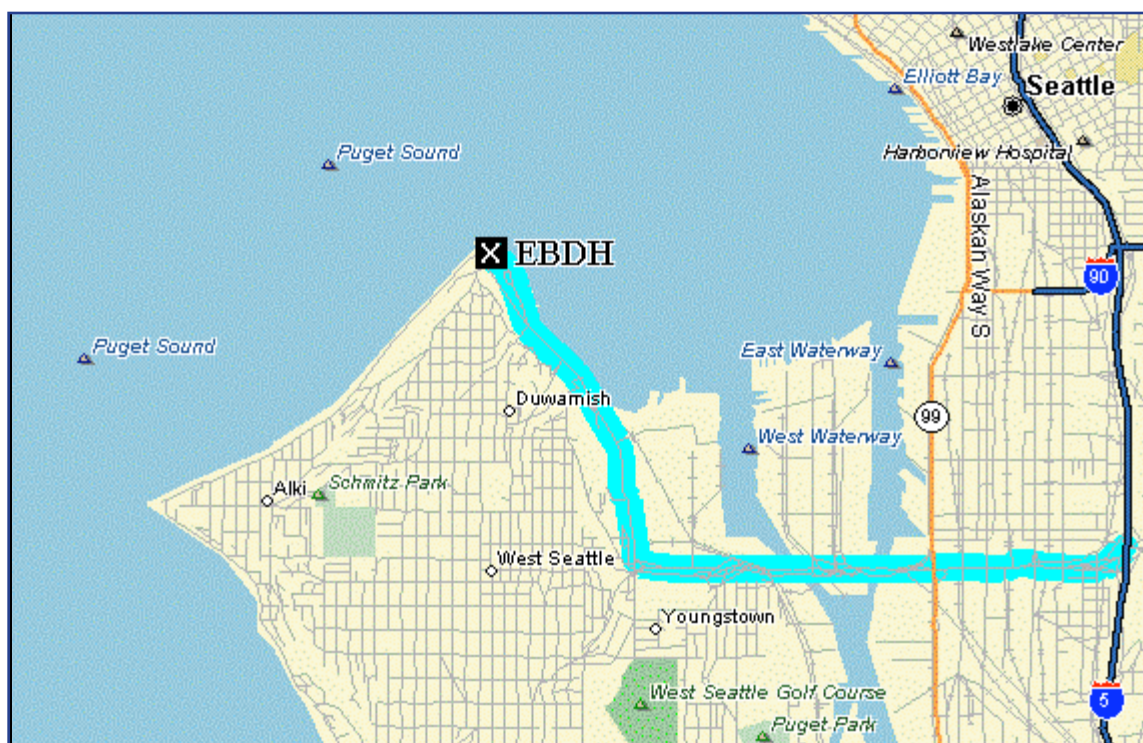 Westlake Center
Elliott Bay
Seattle
Harborview Hospital
Puget Sound
Alaskan Way S
EBDH
90
Puget Sound
East Waterway
Duwamish
99
West Waterway
Alki
Schmitz Park
West Seattle
Youngstown
West Seattle Golf Course
5
Puget Park